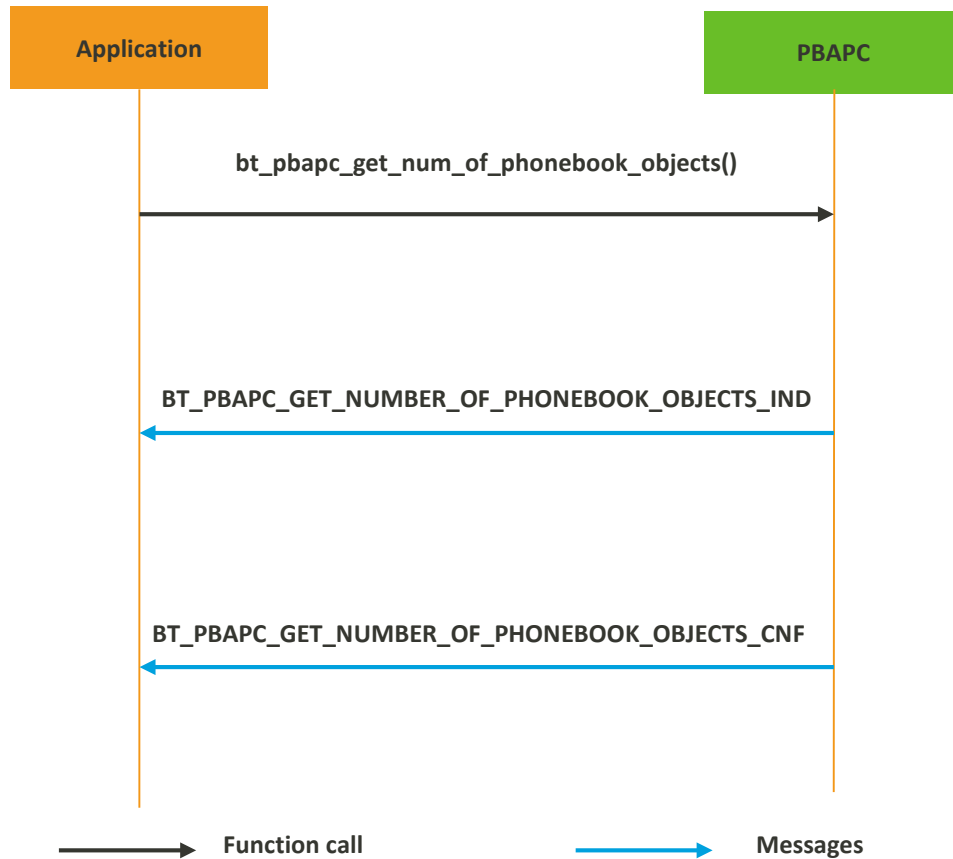 Application
PBAPC
bt_pbapc_get_num_of_phonebook_objects()
BT_PBAPC_GET_NUMBER_OF_PHONEBOOK_OBJECTS_IND
BT_PBAPC_GET_NUMBER_OF_PHONEBOOK_OBJECTS_CNF
Function call
Messages